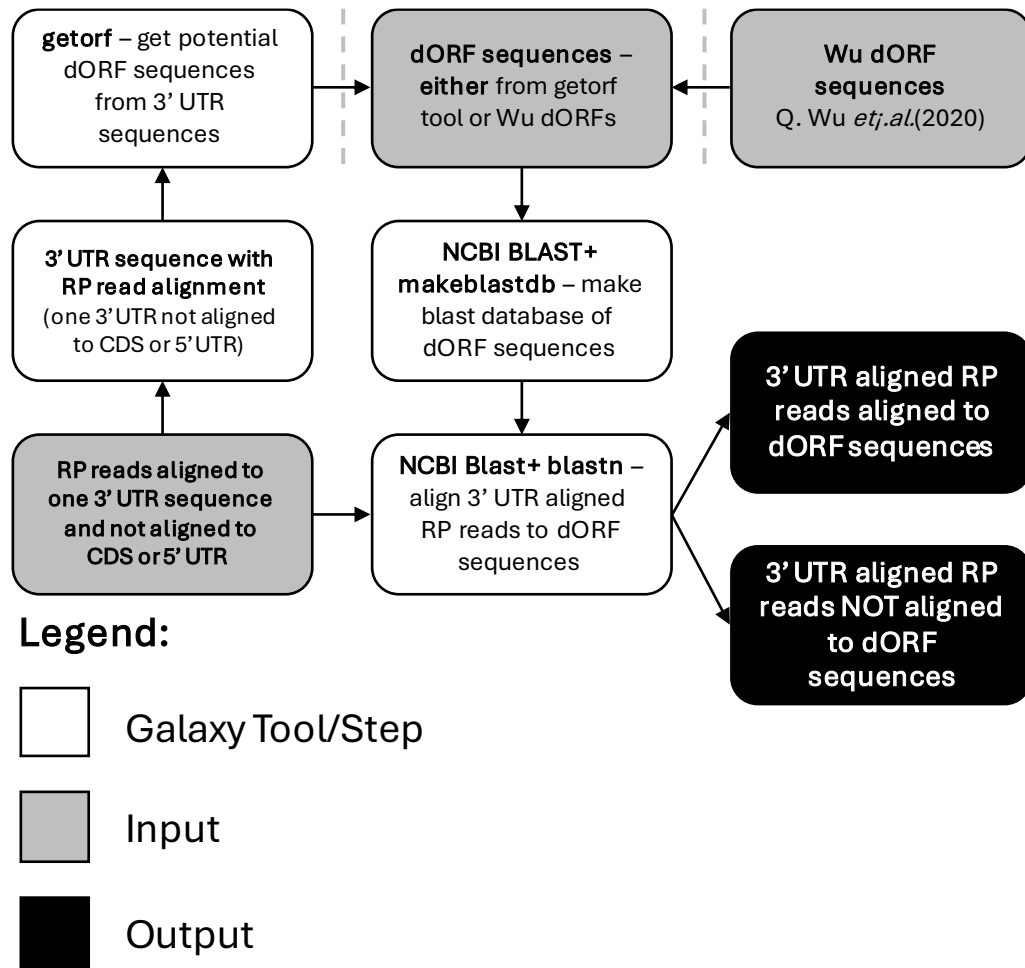 getorf – get potential
dORF sequences
from 3’ UTR
sequences
dORF sequences –
either from getorf
tool or Wu dORFs
Wu dORF
sequences
Q. Wu et¡.al.(2020)
3’ UTR sequence with
RP read alignment
(one 3’UTR not aligned
to CDS or 5’UTR)
NCBI BLAST+
makeblastdb – make
blast database of
dORF sequences
RP reads aligned to
one 3’ UTR sequence
and not aligned to
CDS or 5’ UTR
NCBI Blast+ blastn –
align 3’ UTR aligned
RP reads to dORF
sequences
3’ UTR aligned RP
reads aligned to
dORF sequences
3’ UTR aligned RP
reads NOT aligned
to dORF
sequences
Legend:
Galaxy Tool/Step
Input
Output